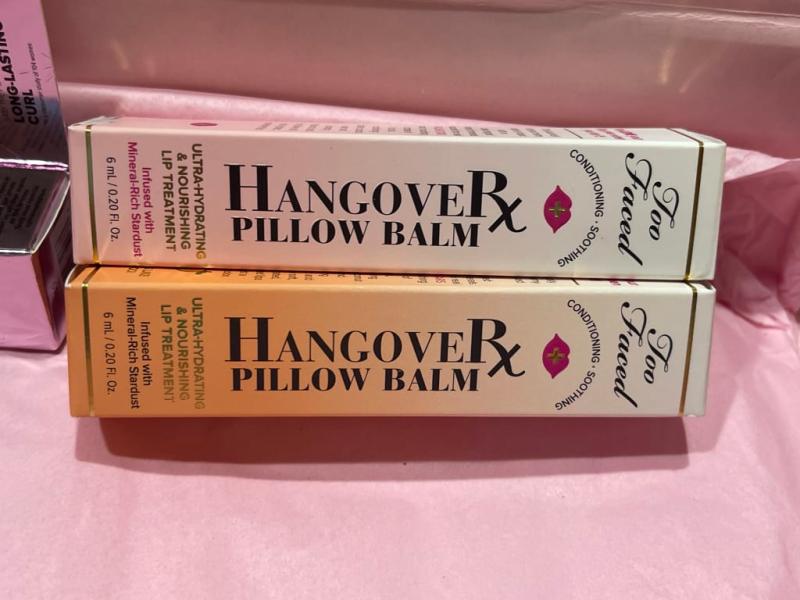 LONG-LASTING
CURL
Infused with
Mineral-Rich Stardust
6 mL / 0.20 Fl. Oz.
ULTRA-HYDRATING
& NOURISHING
LIP TREATMENT
HANGOVERX
PILLOW BALM
CONDITIONING · SOOTHING
Too
Faced
Infused with
Mineral-Rich Stardust
6 mL / 0.20 Fl. Oz.
ULTRA-HYDRATING
& NOURISHING
LIP TREATMENT
HANGOVERX
PILLOW BALM
CONDITIONING · SOOTHING
Too
Faced